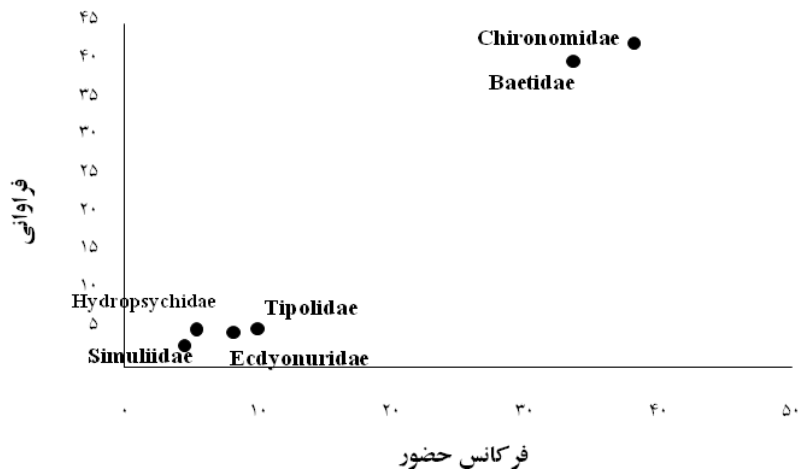 ۴۵
Chironomidae
۴۰
Baetidae
۳۵
۳۰
۲۵
۲۰
۱۵
۱۰
Hydropsychidae
Tipolidae
۵
Simuliidae
Ecdyonuridae
فراوانی
۰ ۱۰ ۲۰ ۳۰ ۴۰ ۵۰
فرکانس حضور